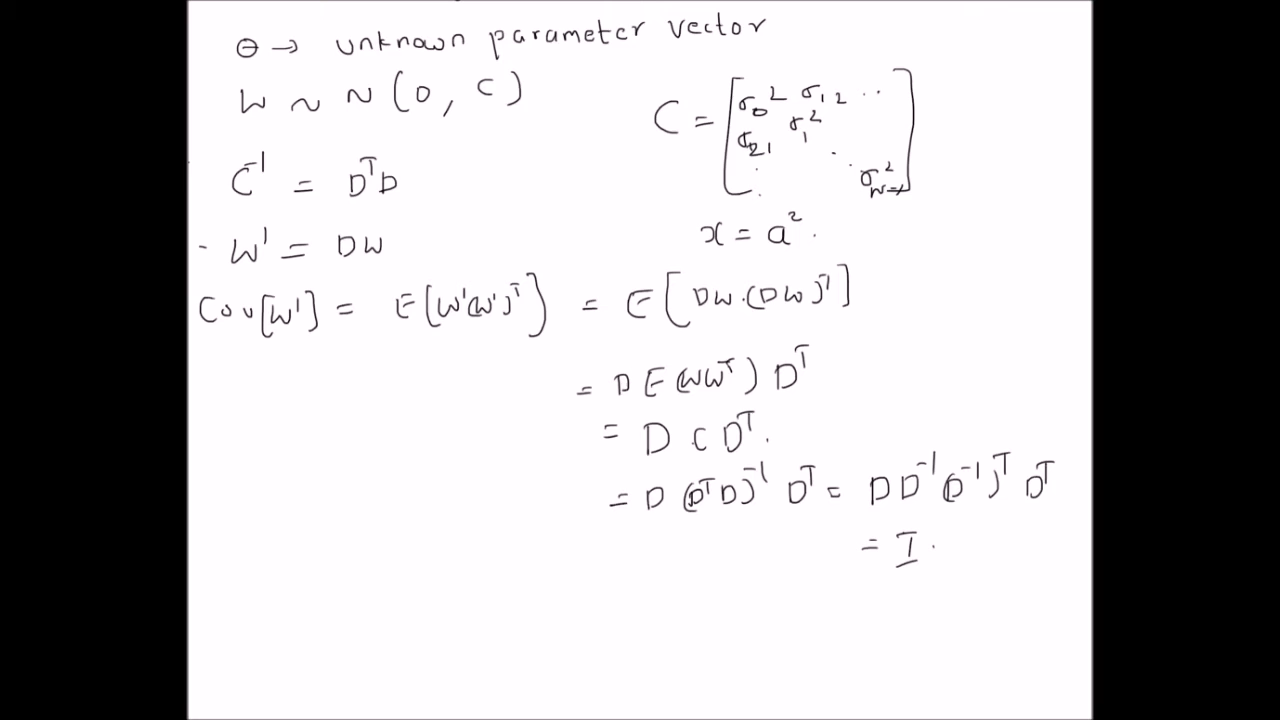 θ → unknown parameter vector
W ~ N(0, C)
C = [σ₀² σ₁₂ ..
σ₂₁ σ₁²
: . . . σ²ₙ₋₁]
C⁻¹ = DᵀD
x = a².
- W' = DW
Cov[W'] = E[W'(W')ᵀ] = E[DW.(DW)ᵀ]
= D E(WWᵀ) Dᵀ
= D C Dᵀ.
= D (DᵀD)⁻¹ Dᵀ = D D⁻¹ (D⁻¹)ᵀ Dᵀ
= I.